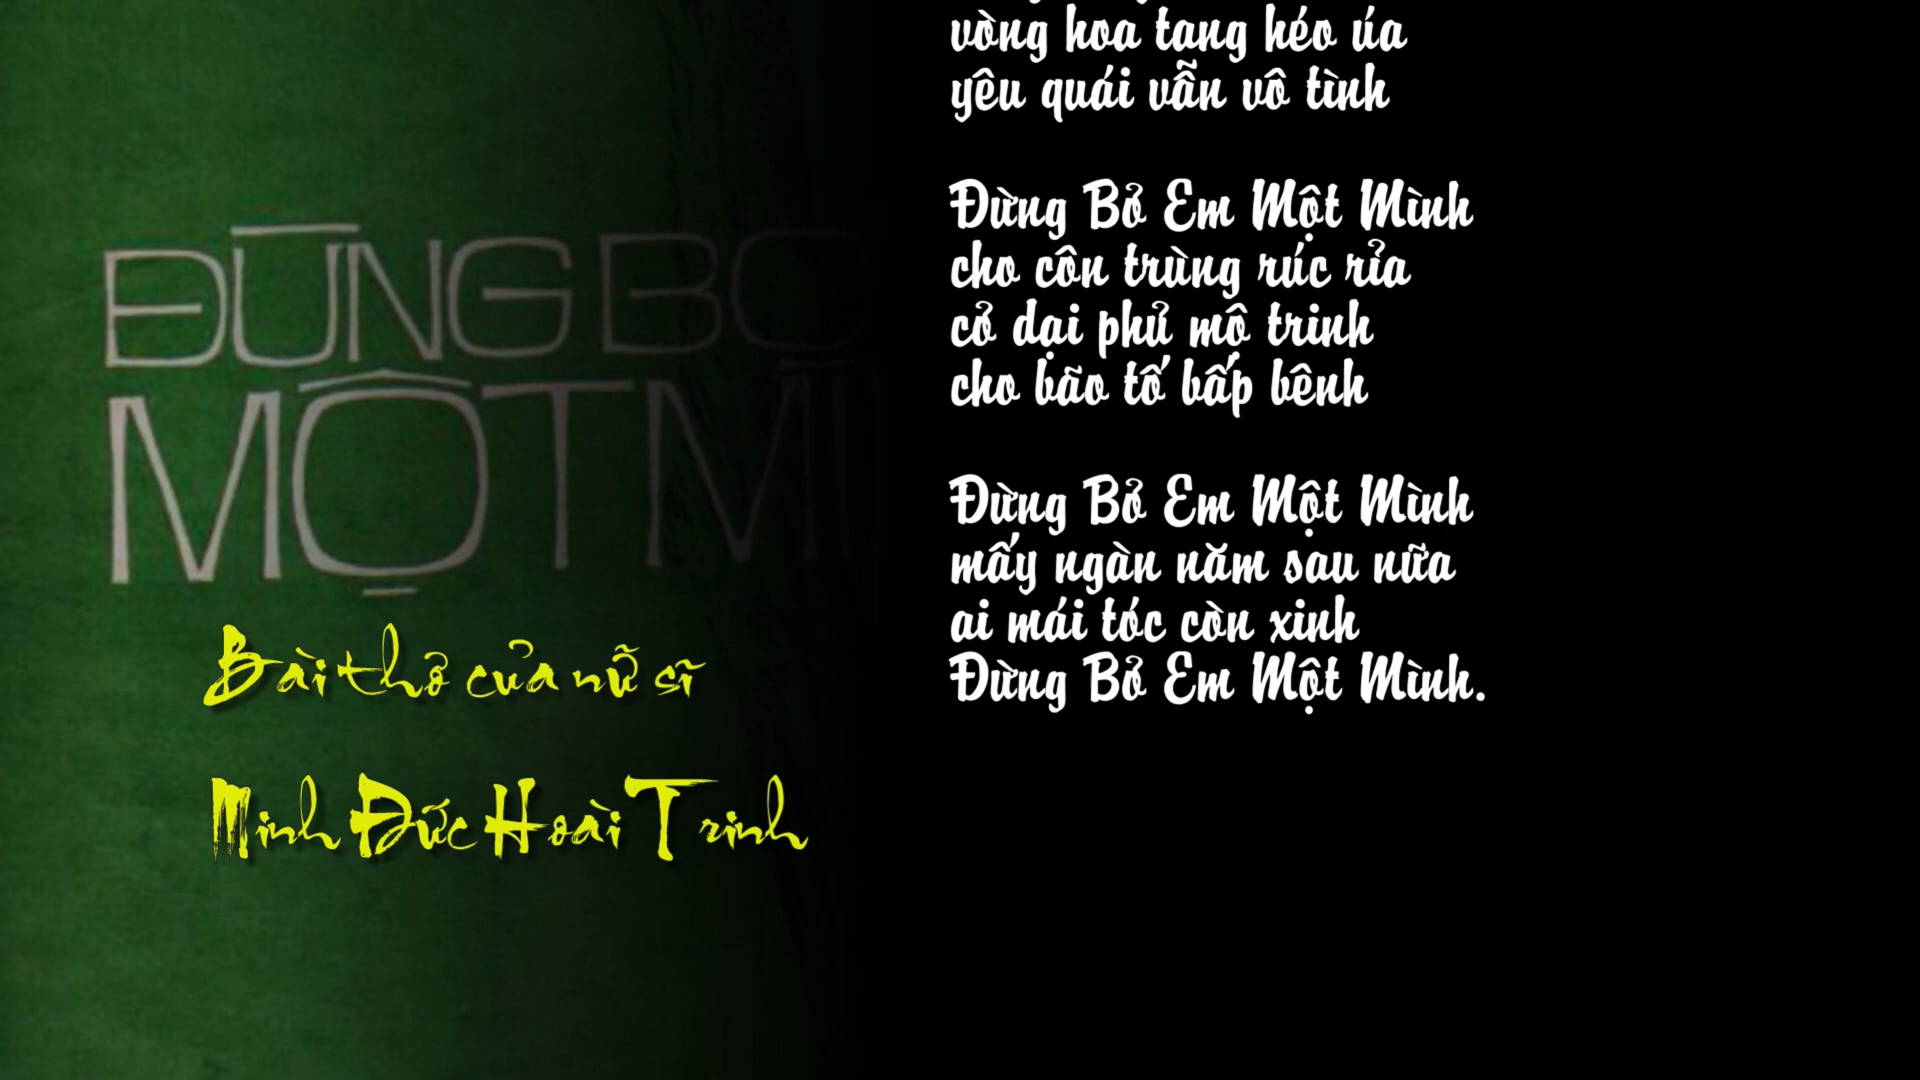 ĐỪNG BỎ
MỘT MÌ
Bài thơ của nữ sĩ
Minh Đức Hoài Trinh
vòng hoa tang héo úa
yêu quái vẫn vô tình
Đừng Bỏ Em Một Mình
cho côn trùng rúc rỉa
cỏ dại phủ mộ trinh
cho bão tố bấp bênh
Đừng Bỏ Em Một Mình
mấy ngàn năm sau nữa
ai mái tóc còn xinh
Đừng Bỏ Em Một Mình.